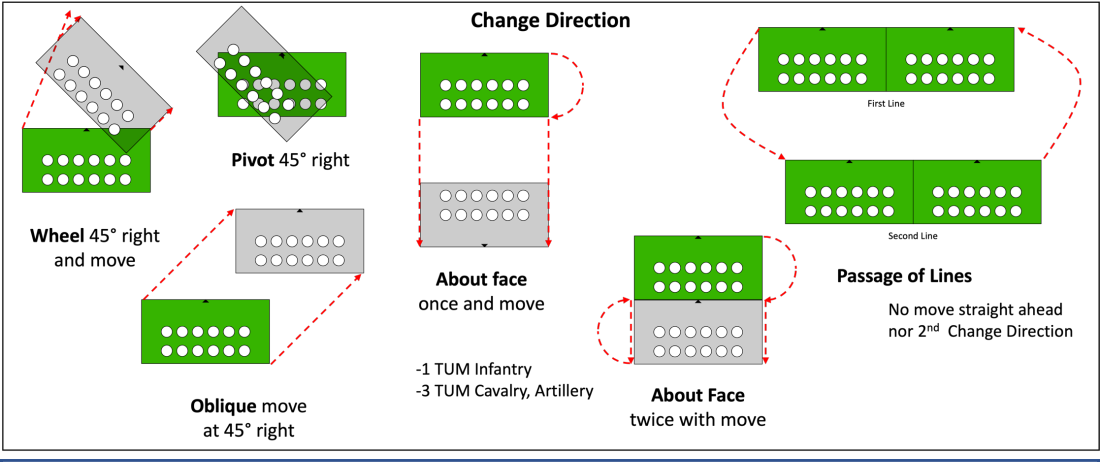 Change Direction
First Line
Pivot 45° right
Wheel 45° right
and move
Second Line
About face
once and move
Passage of Lines
No move straight ahead
nor 2nd Change Direction
-1 TUM Infantry
-3 TUM Cavalry, Artillery
About Face
twice with move
Oblique move
at 45° right